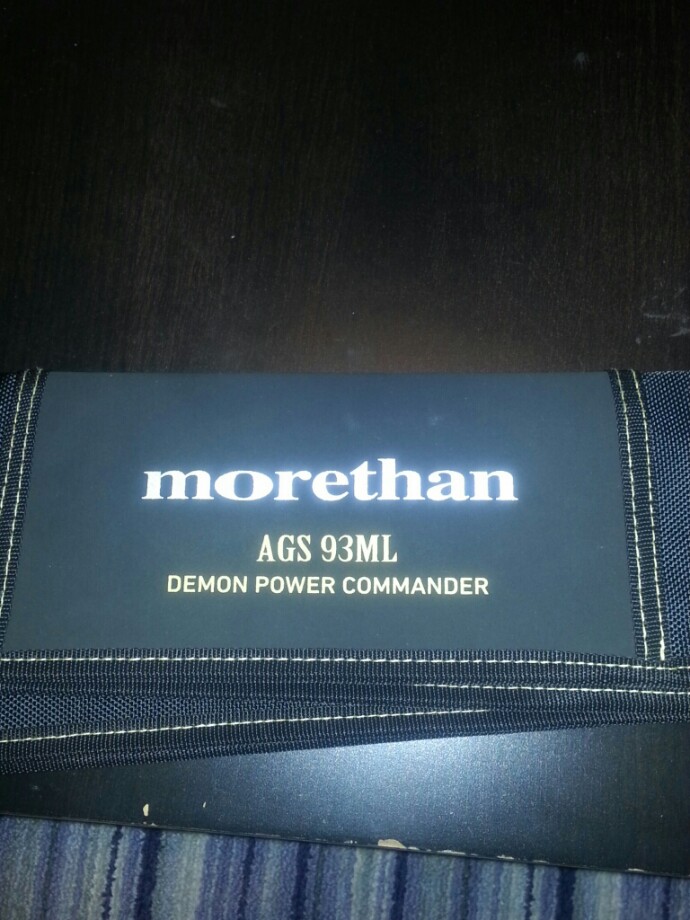 morethan
AGS 93ML
DEMON POWER COMMANDER